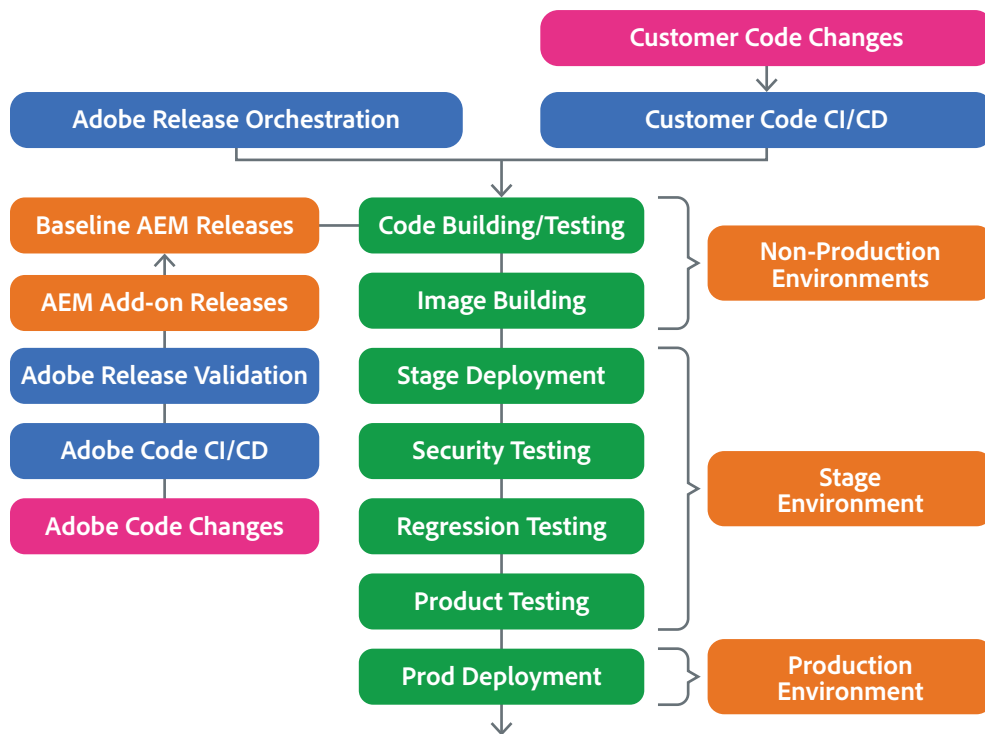 Customer Code Changes
Adobe Release Orchestration
Customer Code CI/CD
Baseline AEM Releases
Code Building/Testing
Non-Production
Environments
AEM Add-on Releases
Image Building
Adobe Release Validation
Stage Deployment
Adobe Code CI/CD
Security Testing
Stage
Environment
Adobe Code Changes
Regression Testing
Product Testing
Prod Deployment
Production
Environment